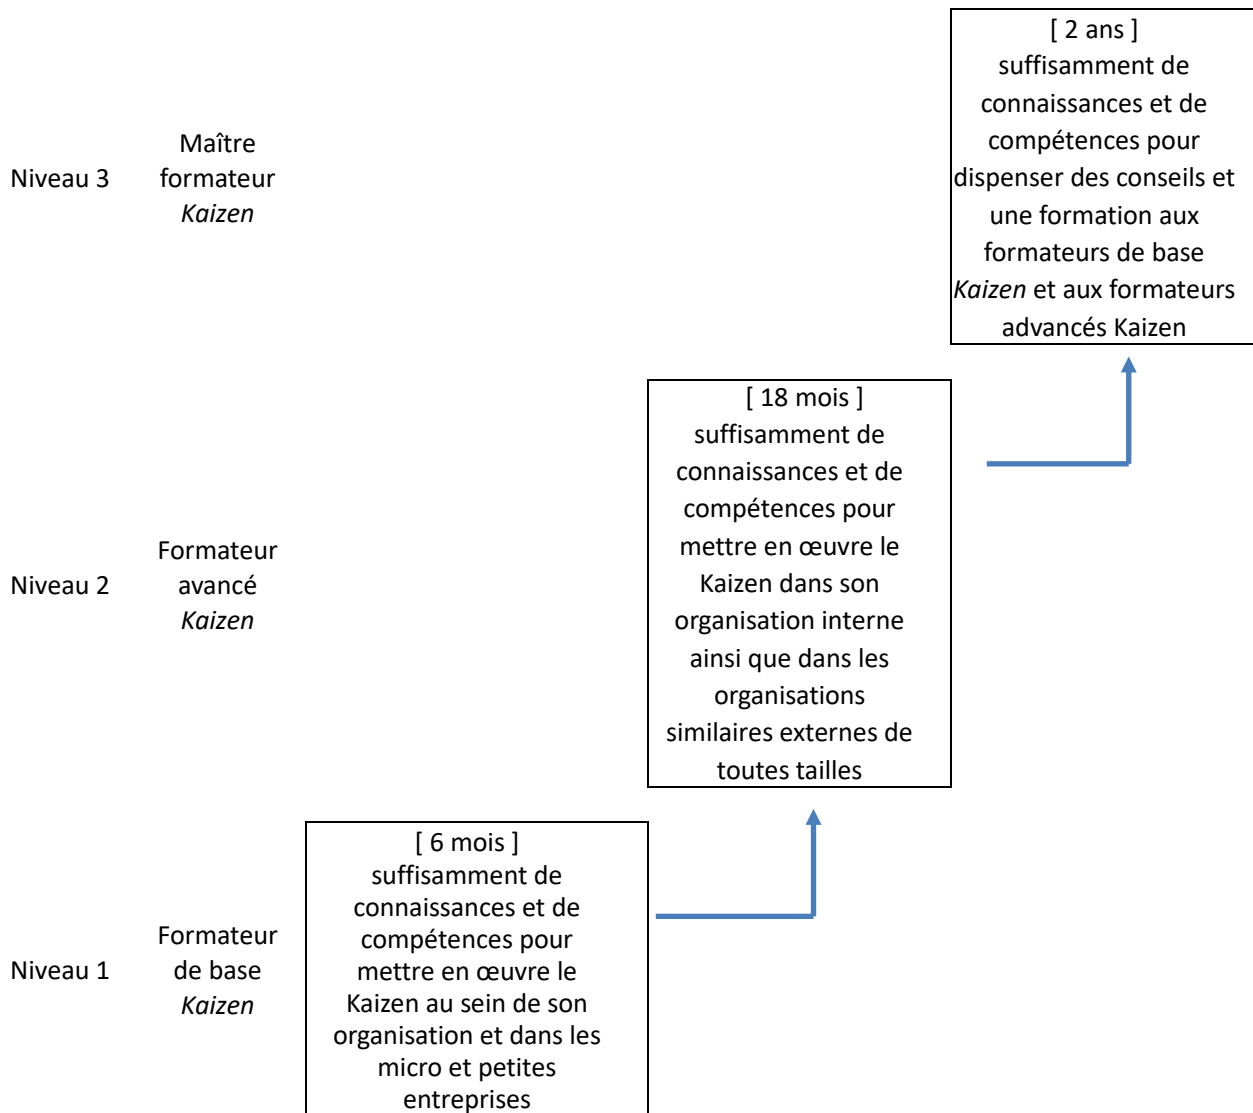 [ 2 ans ]
suffisamment de
connaissances et de
compétences pour
dispenser des conseils et
une formation aux
formateurs de base
Kaizen et aux formateurs
advancés Kaizen
Niveau 3
Maître
formateur
Kaizen
[ 18 mois ]
suffisamment de
connaissances et de
compétences pour
mettre en œuvre le
Kaizen dans son
organisation interne
ainsi que dans les
organisations
similaires externes de
toutes tailles
Niveau 2
Formateur
avancé
Kaizen
[ 6 mois ]
suffisamment de
connaissances et de
compétences pour
mettre en œuvre le
Kaizen au sein de son
organisation et dans les
micro et petites
entreprises
Niveau 1
Formateur
de base
Kaizen